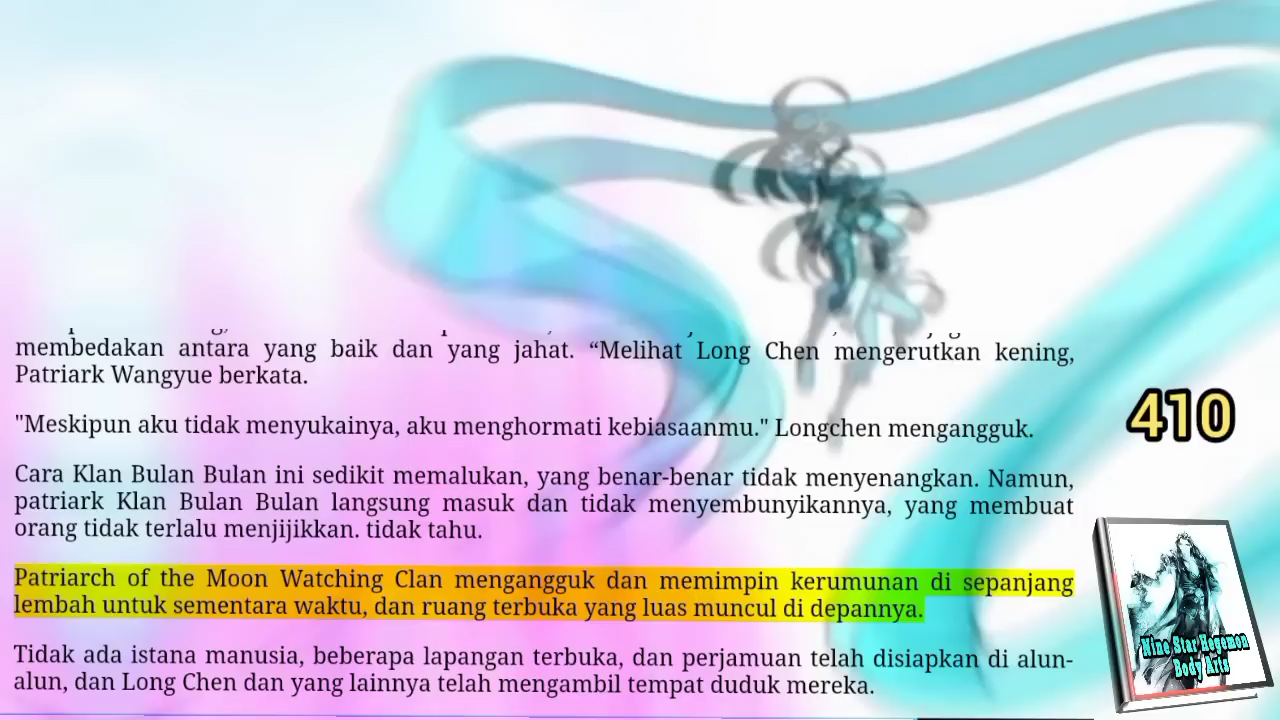 membedakan antara yang baik dan yang jahat. “Melihat Long Chen mengerutkan kening,
Patriark Wangyue berkata.
"Meskipun aku tidak menyukainya, aku menghormati kebiasaanmu." Longchen mengangguk.
Cara Klan Bulan Bulan ini sedikit memalukan, yang benar-benar tidak menyenangkan. Namun,
patriark Klan Bulan Bulan langsung masuk dan tidak menyembunyikannya, yang membuat
orang tidak terlalu menjijikkan. tidak tahu.
Patriarch of the Moon Watching Clan mengangguk dan memimpin kerumunan di sepanjang
lembah untuk sementara waktu, dan ruang terbuka yang luas muncul di depannya.
Tidak ada istana manusia, beberapa lapangan terbuka, dan perjamuan telah disiapkan di alun-
alun, dan Long Chen dan yang lainnya telah mengambil tempat duduk mereka.
410
Nine Star Hegemon
Body Arts